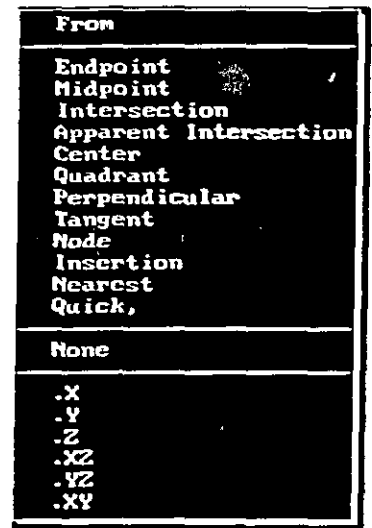 From
Endpoint
Midpoint
Intersection
Apparent Intersection
Center
Quadrant
Perpendicular
Tangent
Node
Insertion
Nearest
Quick,
None
.X
.Y
.Z
.XZ
.YZ
.XY